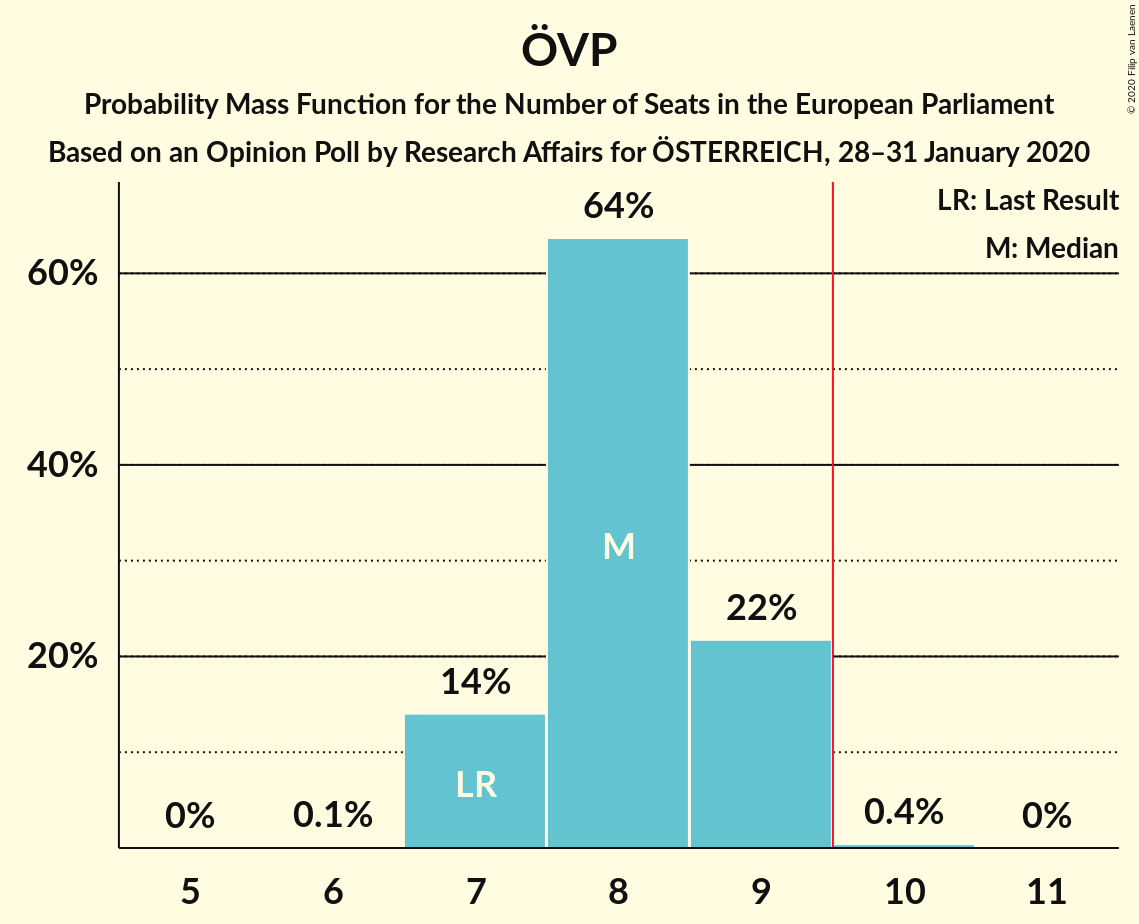 ÖVP
Probability Mass Function for the Number of Seats in the European Parliament
Based on an Opinion Poll by Research Affairs for ÖSTERREICH, 28–31 January 2020
© 2020 Filip van Laenen
LR: Last Result
M: Median
60%
40%
20%
0%
0.1%
14%
64%
22%
0.4%
0%
LR
M
5
6
7
8
9
10
11